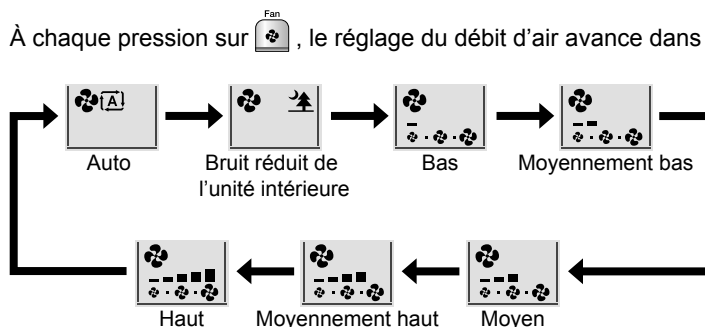 Fan
À chaque pression sur , le réglage du débit d’air avance dans
A
Auto
Bruit réduit de
l’unité intérieure
Bas
Moyennement bas
Haut
Moyennement haut
Moyen